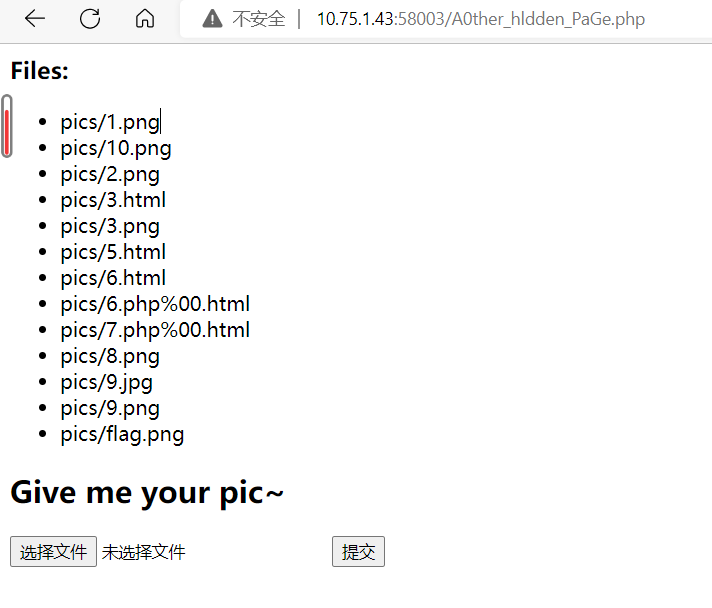 不安全 | 10.75.1.43:58003/A0ther_hIdden_PaGe.php
Files:
pics/1.png
pics/10.png
pics/2.png
pics/3.html
pics/3.png
pics/5.html
pics/6.html
pics/6.php%00.html
pics/7.php%00.html
pics/8.png
pics/9.jpg
pics/9.png
pics/flag.png
Give me your pic~
选择文件 未选择文件 提交